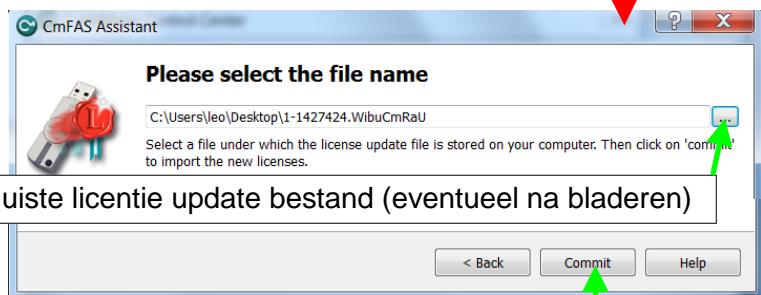 CmFAS Assistant
Please select the file name
C:\Users\leo\Desktop\1-1427424.WibuCmRaU
...
Select a file under which the license update file is stored on your computer. Then click on 'commit'
to import the new licenses.
uiste licentie update bestand (eventueel na bladeren)
< Back
Commit
Help